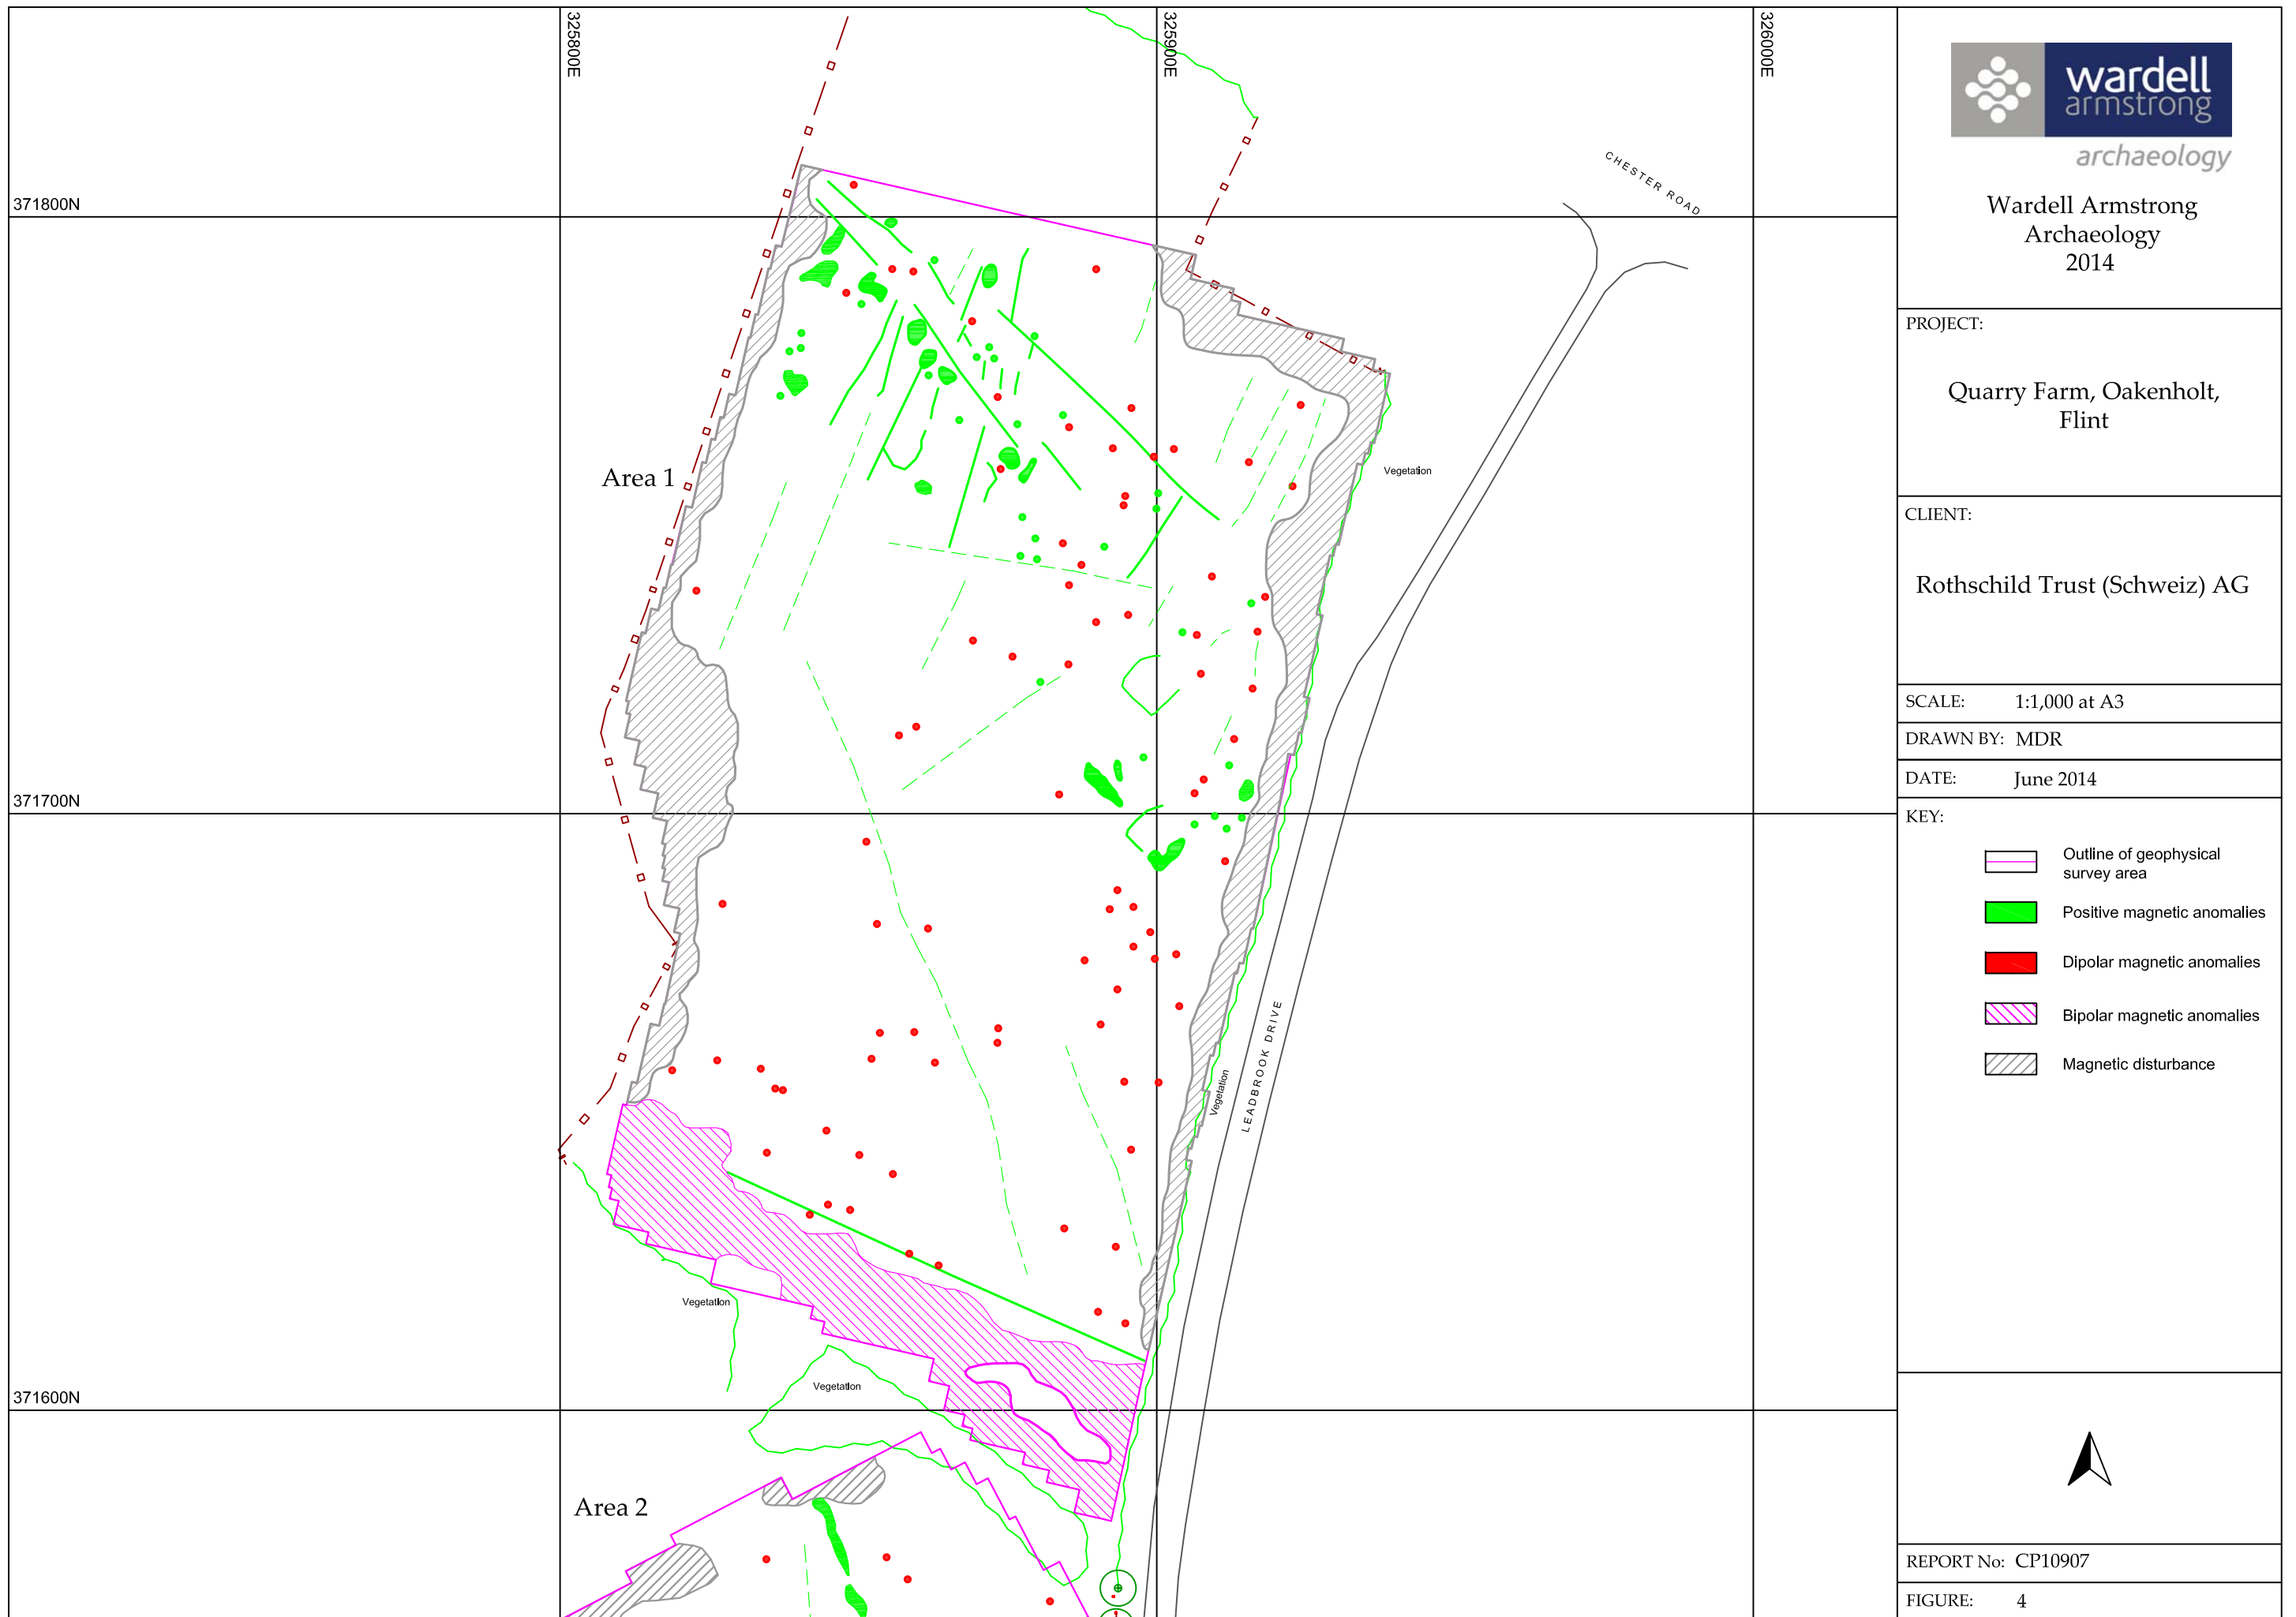 325800E
325900E
326000E
371800N
371700N
371600N
CHESTER ROAD
Area 1
Vegetation
LEADBROOK DRIVE
Vegetation
Vegetation
Vegetation
Area 2
wardell
armstrong
archaeology
Wardell Armstrong
Archaeology
2014
PROJECT:
Quarry Farm, Oakenholt,
Flint
CLIENT:
Rothschild Trust (Schweiz) AG
SCALE: 1:1,000 at A3
DRAWN BY: MDR
DATE: June 2014
KEY:
Outline of geophysical
survey area
Positive magnetic anomalies
Dipolar magnetic anomalies
Bipolar magnetic anomalies
Magnetic disturbance
REPORT No: CP10907
FIGURE: 4